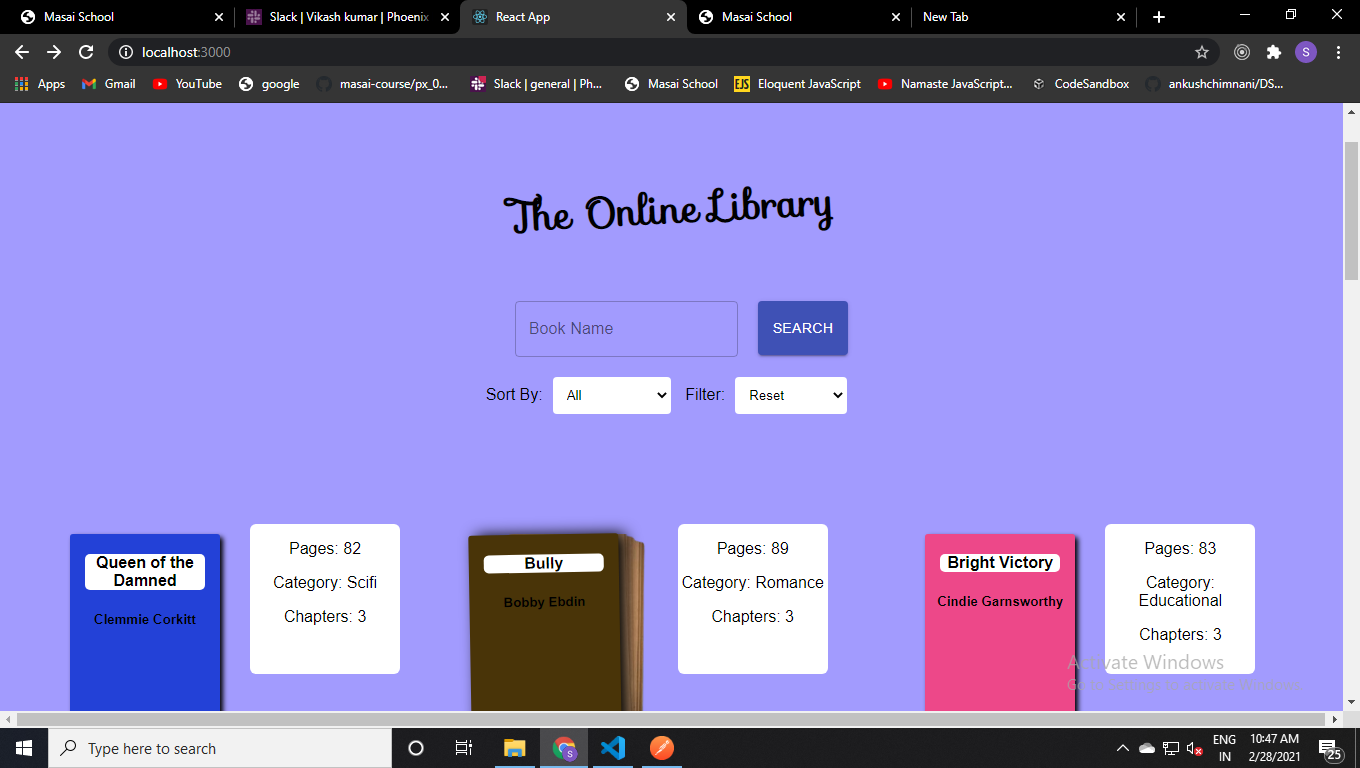 Masai School
Slack | Vikash kumar | Phoenix
React App
Masai School
New Tab
localhost:3000
S
Apps
Gmail
YouTube
google
masai-course/px_0...
Slack | general | Ph...
Masai School
EJS
Eloquent JavaScript
Namaste JavaScript...
CodeSandbox
ankushchimnani/DS...
The Online Library
Book Name
SEARCH
Sort By:
All
Filter:
Reset
Queen of the
Damned
Clemmie Corkitt
Pages: 82
Category: Scifi
Chapters: 3
Bully
Bobby Ebdin
Pages: 89
Category: Romance
Chapters: 3
Bright Victory
Cindie Garnsworthy
Pages: 83
Category:
Educational
Chapters: 3
Activate Windows
Go to Settings to activate Windows.
Type here to search
S
ENG
IN
10:47 AM
2/28/2021
25